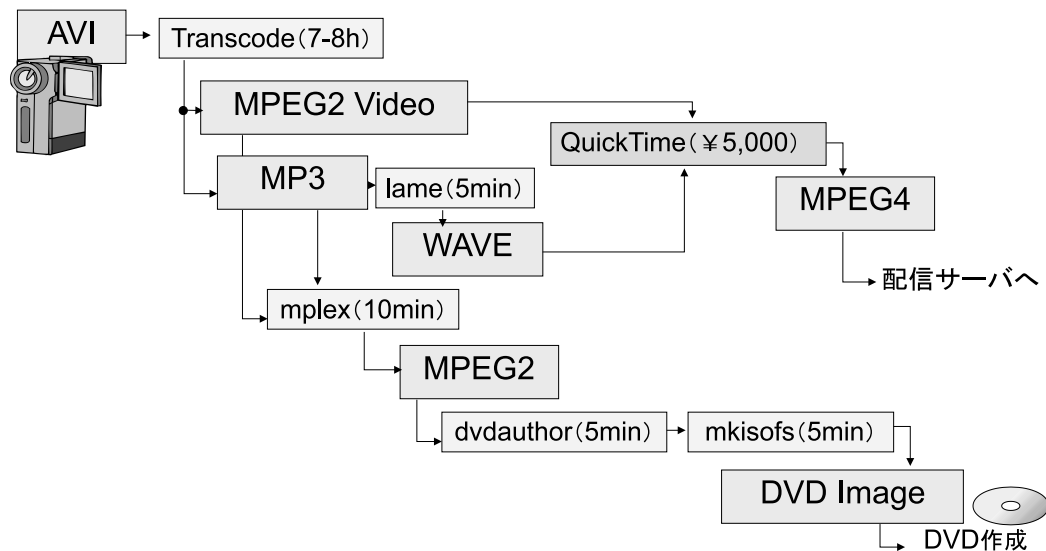 AVI
Transcode(7-8h)
MPEG2 Video
QuickTime(¥5,000)
MP3
lame(5min)
MPEG4
WAVE
配信サーバへ
mplex(10min)
MPEG2
dvdauthor(5min)
mkisofs(5min)
DVD Image
DVD作成